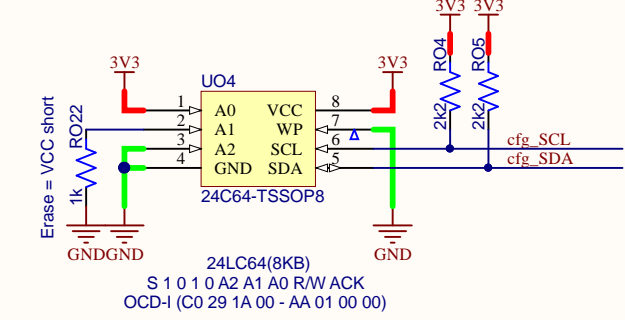 3V3 3V3
RO4
RO5
2k2
2k2
3V3
UO4
3V3
1 A0 VCC 8
2 A1 WP 7
3 A2 SCL 6
4 GND SDA 5
cfg_SCL
cfg_SDA
Erase = VCC short
RO22
1k
24C64-TSSOP8
GND GND
GND
24LC64(8KB)
S 1 0 1 0 A2 A1 A0 R/W ACK
OCD-I (C0 29 1A 00 - AA 01 00 00)